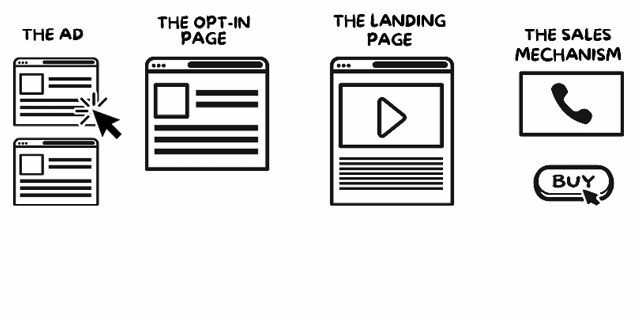 THE AD
THE OPT-IN
PAGE
THE LANDING
PAGE
THE SALES
MECHANISM
BUY